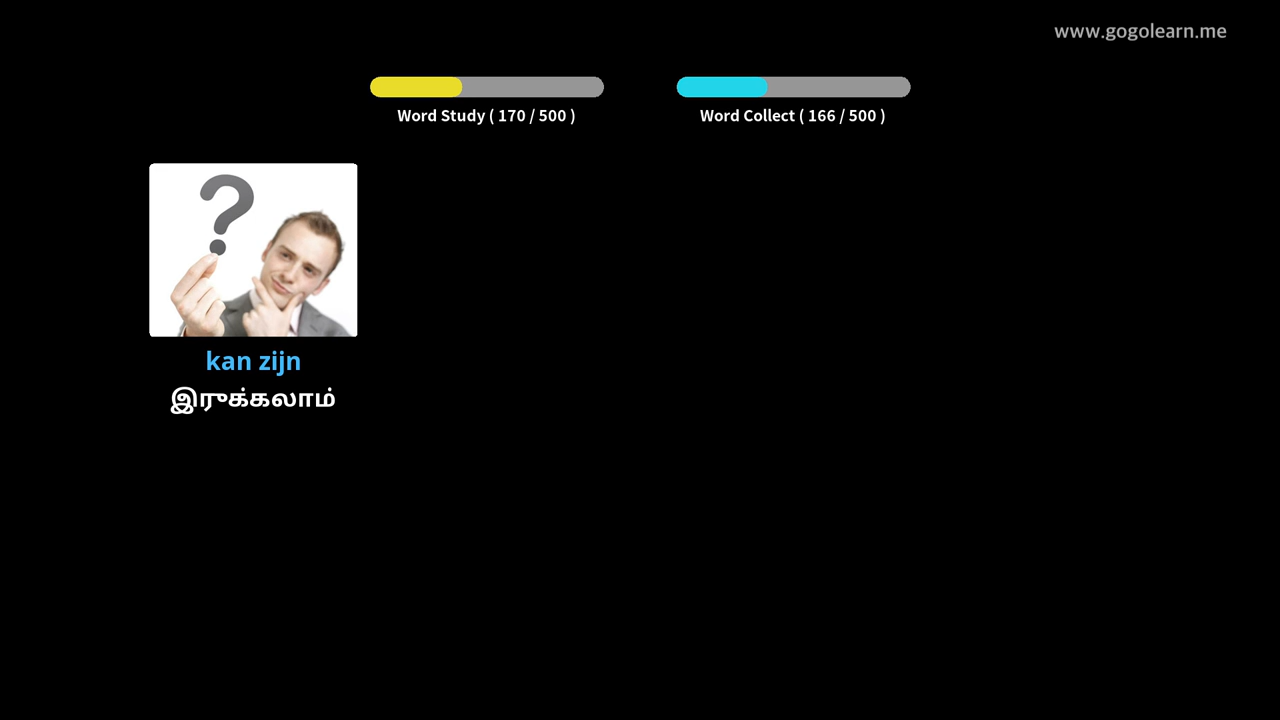 www.gogolearn.me
Word Study ( 170 / 500 )
Word Collect ( 166 / 500 )
kan zijn
இருக்கலாம்